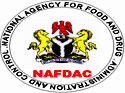 NATIONAL AGENCY FOR FOOD AND DRUG ADMINISTRATION AND CONTROL,
NAFDAC